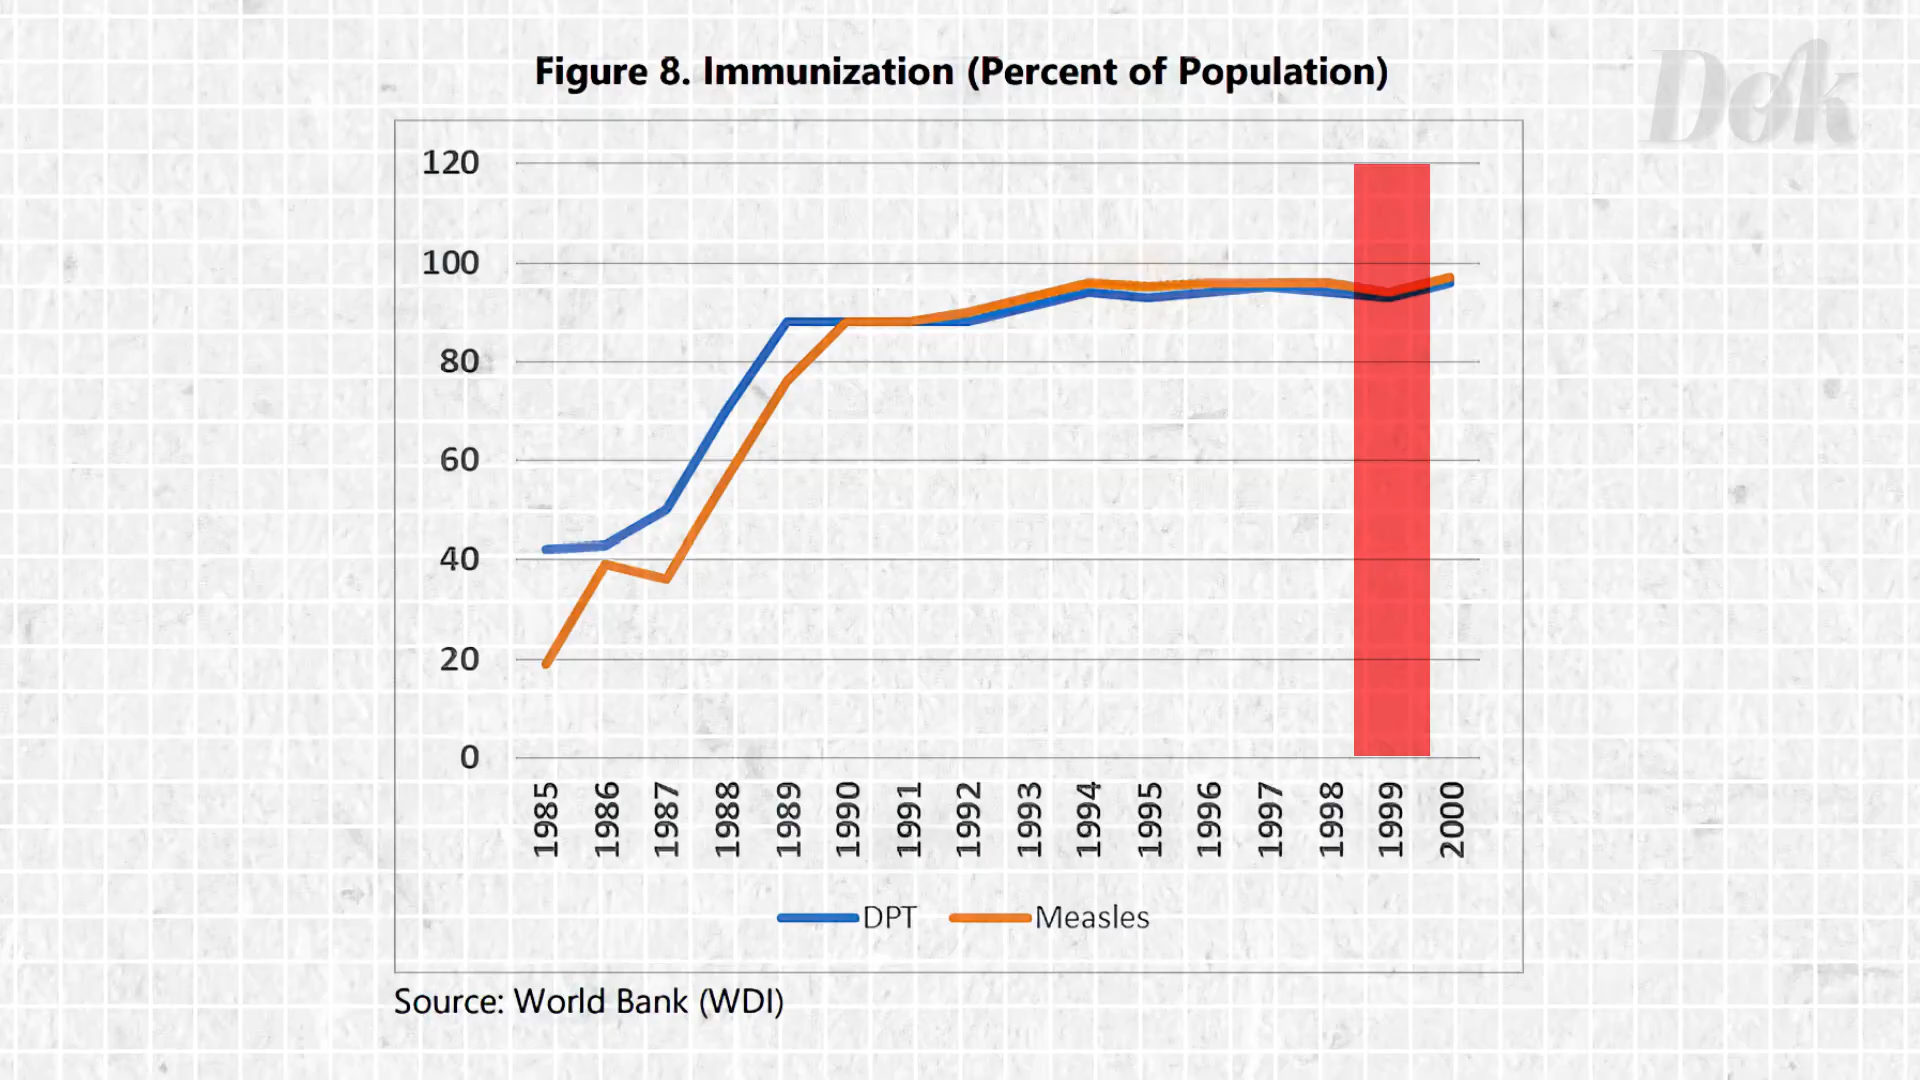 Figure 8. Immunization (Percent of Population)
Dok
120
100
80
60
40
20
0
1985 1986 1987 1988 1989 1990 1991 1992 1993 1994 1995 1996 1997 1998 1999 2000
DPT Measles
Source: World Bank (WDI)